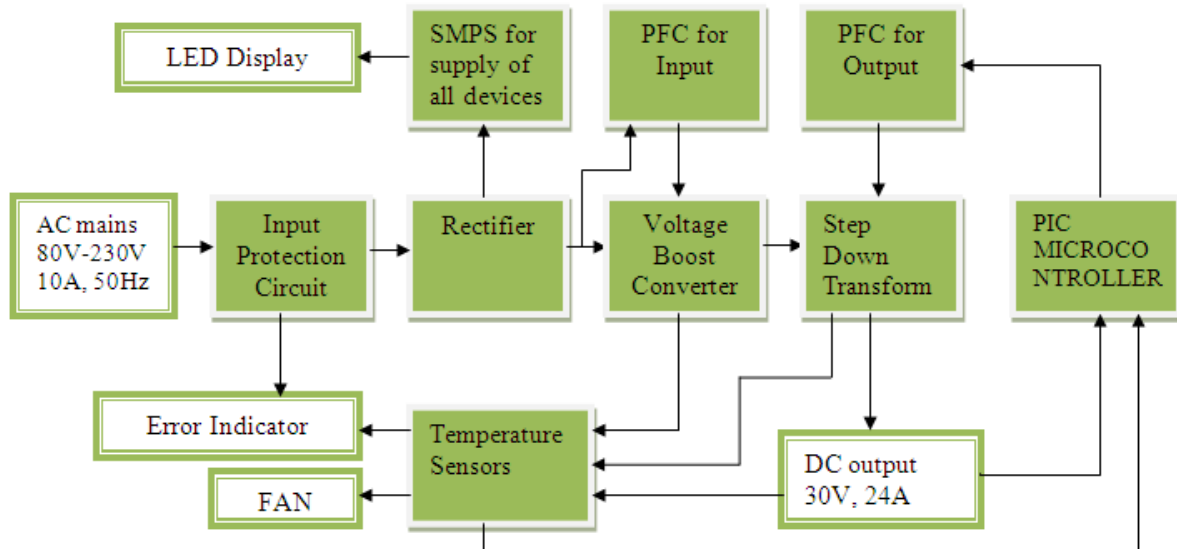 LED Display
SMPS for
supply of
all devices
PFC for
Input
PFC for
Output
AC mains
80V-230V
10A, 50Hz
Input
Protection
Circuit
Rectifier
Voltage
Boost
Converter
Step
Down
Transform
PIC
MICROCO
NTROLLER
Error Indicator
FAN
Temperature
Sensors
DC output
30V, 24A